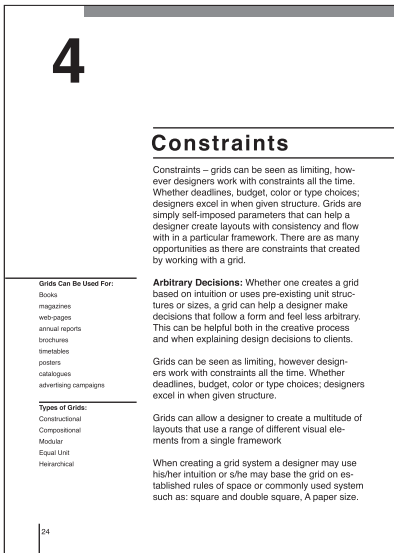 4
Constraints
Constraints – grids can be seen as limiting, how-
ever designers work with constraints all the time.
Whether deadlines, budget, color or type choices;
designers excel in when given structure. Grids are
simply self-imposed parameters that can help a
designer create layouts with consistency and flow
with in a particular framework. There are as many
opportunities as there are constraints that created
by working with a grid.
Arbitrary Decisions: Whether one creates a grid
based on intuition or uses pre-existing unit struc-
tures or sizes, a grid can help a designer make
decisions that follow a form and feel less arbitrary.
This can be helpful both in the creative process
and when explaining design decisions to clients.
Grids can be seen as limiting, however design-
ers work with constraints all the time. Whether
deadlines, budget, color or type choices; designers
excel in when given structure.
Grids can allow a designer to create a multitude of
layouts that use a range of different visual ele-
ments from a single framework
When creating a grid system a designer may use
his/her intuition or s/he may base the grid on es-
tablished rules of space or commonly used system
such as: square and double square, A paper size.
Grids Can Be Used For:
Books
magazines
web-pages
annual reports
brochures
timetables
posters
catalogues
advertising campaigns
Types of Grids:
Constructional
Compositional
Modular
Equal Unit
Heirarchical
24